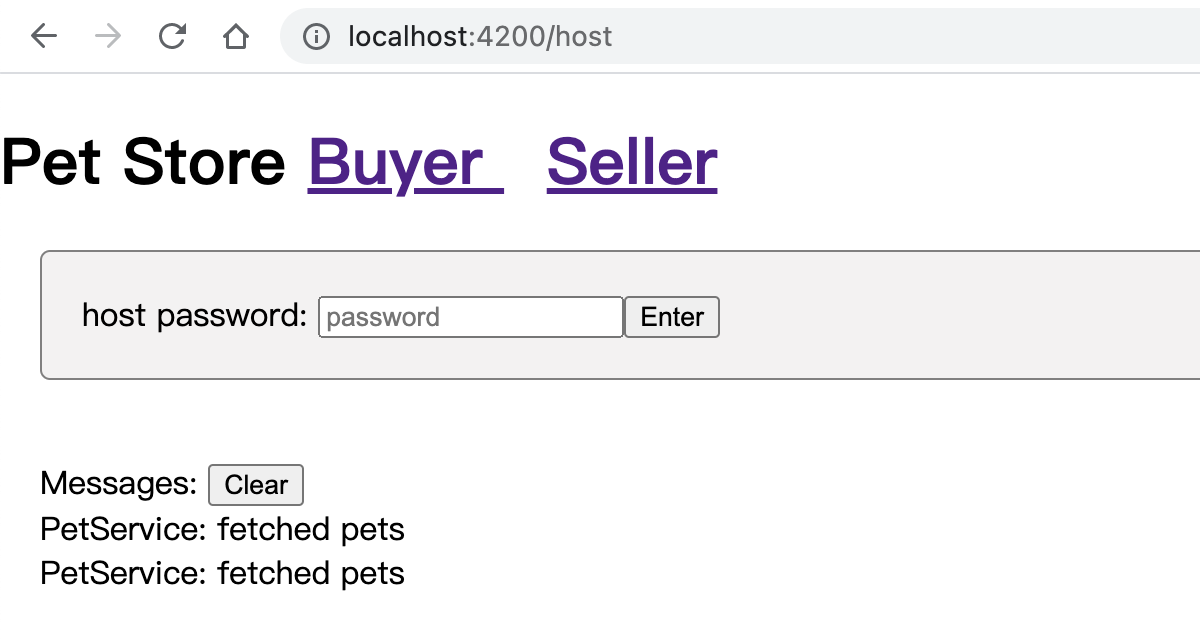 localhost:4200/host
Pet Store Buyer Seller
host password: password Enter
Messages: Clear
PetService: fetched pets
PetService: fetched pets